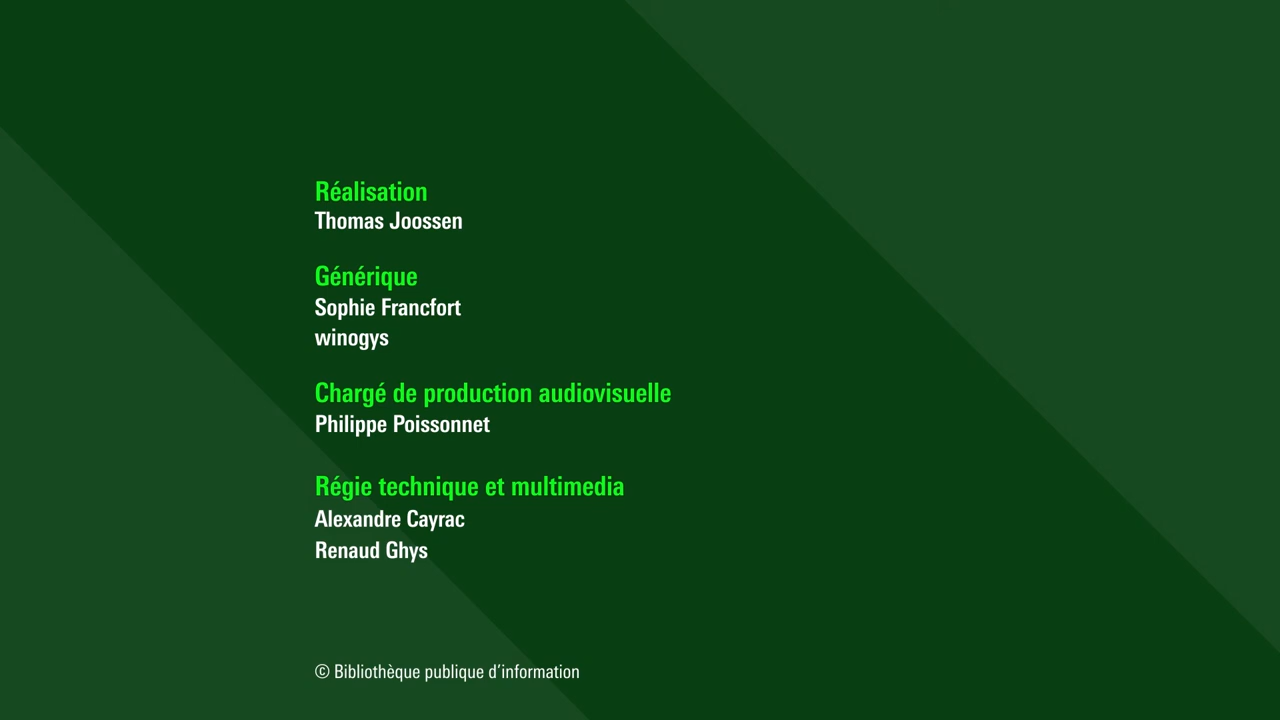 Réalisation
Thomas Joossen
Générique
Sophie Francfort
winogys
Chargé de production audiovisuelle
Philippe Poissonnet
Régie technique et multimedia
Alexandre Cayrac
Renaud Ghys
© Bibliothèque publique d’information